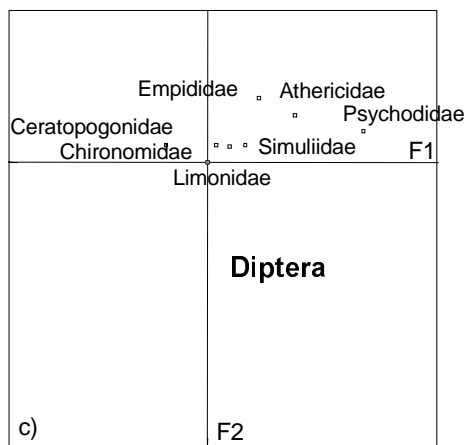 Empididae
Athericidae
Psychodidae
Ceratopogonidae
Chironomidae
Simuliidae
F1
Limonidae
Diptera
c)
F2